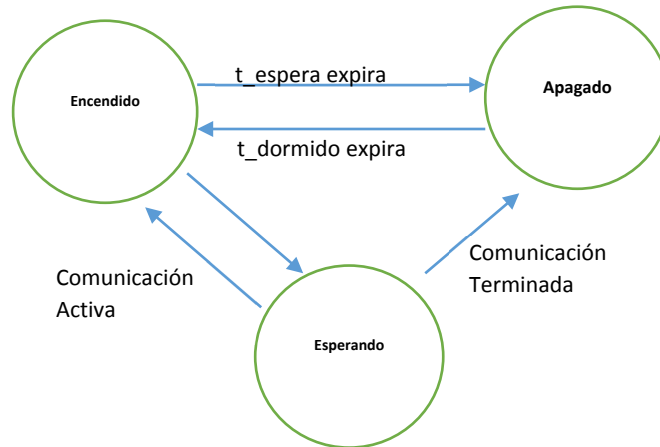 t_espera expira
Encendido
Apagado
t_dormido expira
Comunicación
Activa
Comunicación
Terminada
Esperando